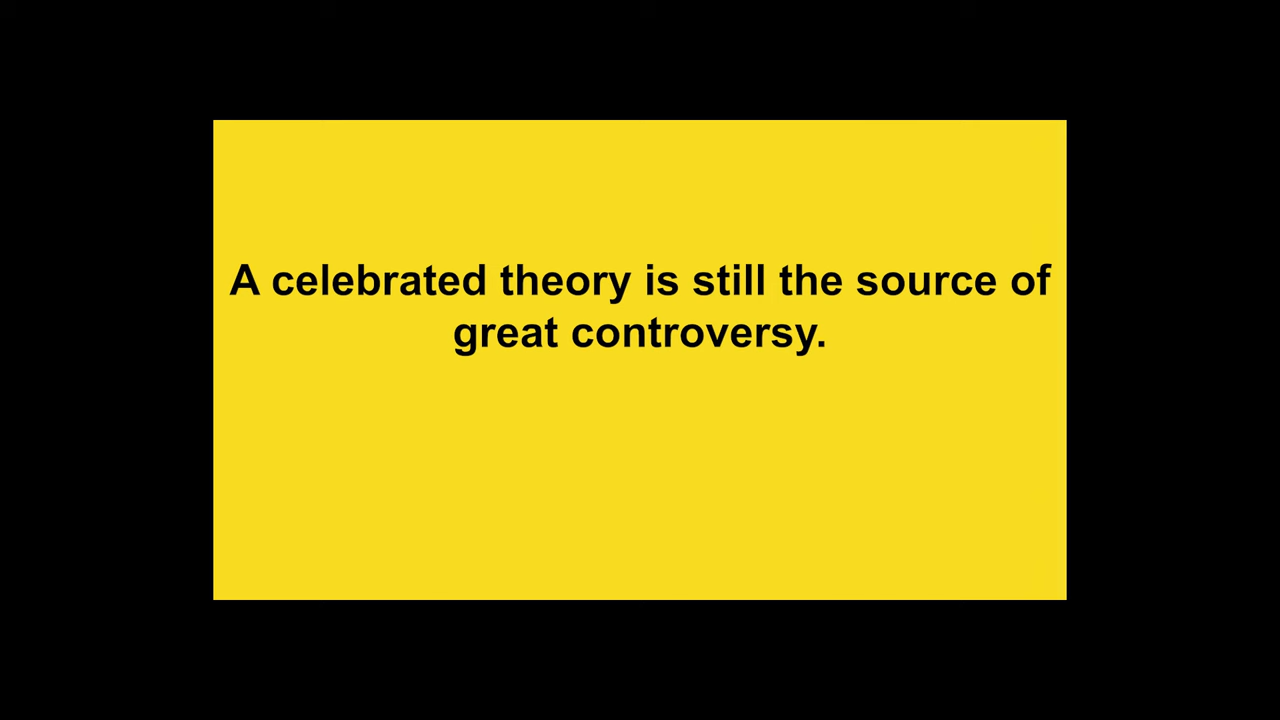 A celebrated theory is still the source of
great controversy.